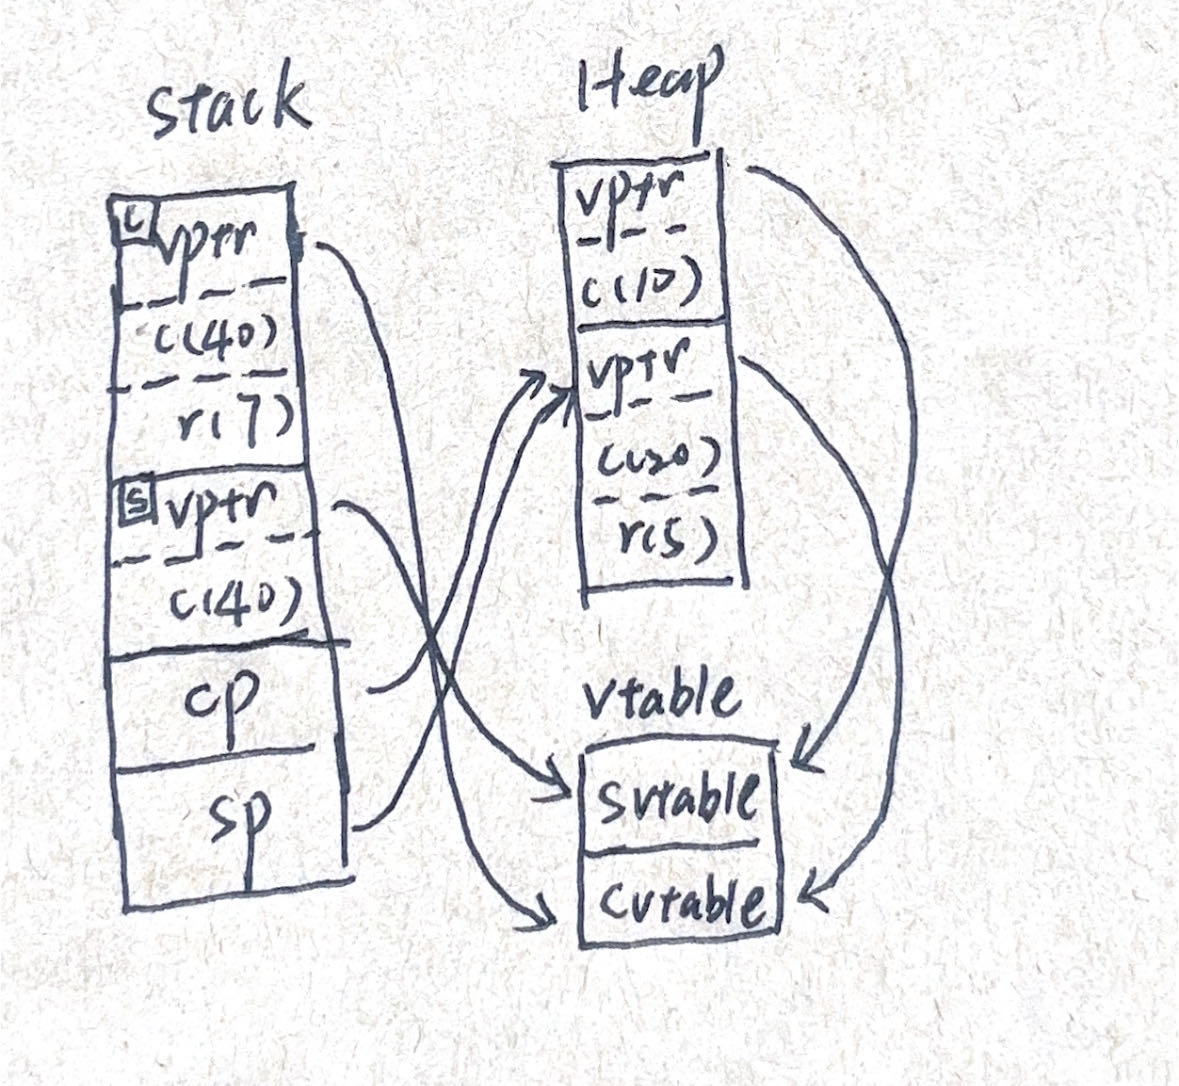 stack
C
vptr
c(40)
r(7)
S
vptr
c(40)
cp
sp
Heap
vptr
c(10)
vptr
c(20)
r(5)
vtable
Svtable
Cvtable